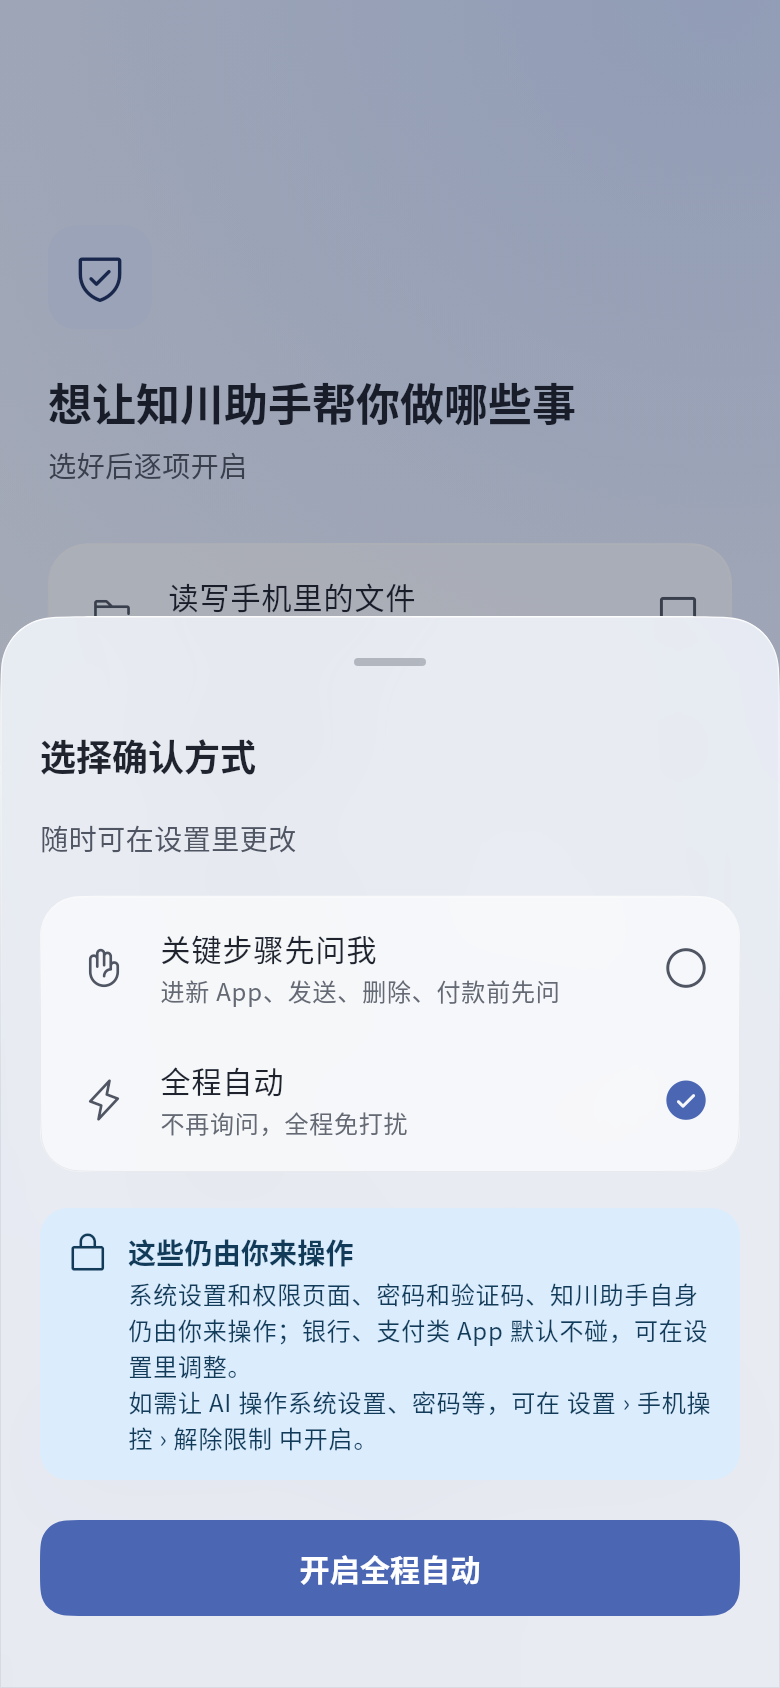 想让知川助手帮你做哪些事
选好后逐项开启
读写手机里的文件
选择确认方式
随时可在设置里更改
关键步骤先问我
进新 App、发送、删除、付款前先问
全程自动
不再询问，全程免打扰
这些仍由你来操作
系统设置和权限页面、密码和验证码、知川助手自身
仍由你来操作；银行、支付类 App 默认不碰，可在设
置里调整。
如需让 AI 操作系统设置、密码等，可在 设置 › 手机操
控 › 解除限制 中开启。
开启全程自动